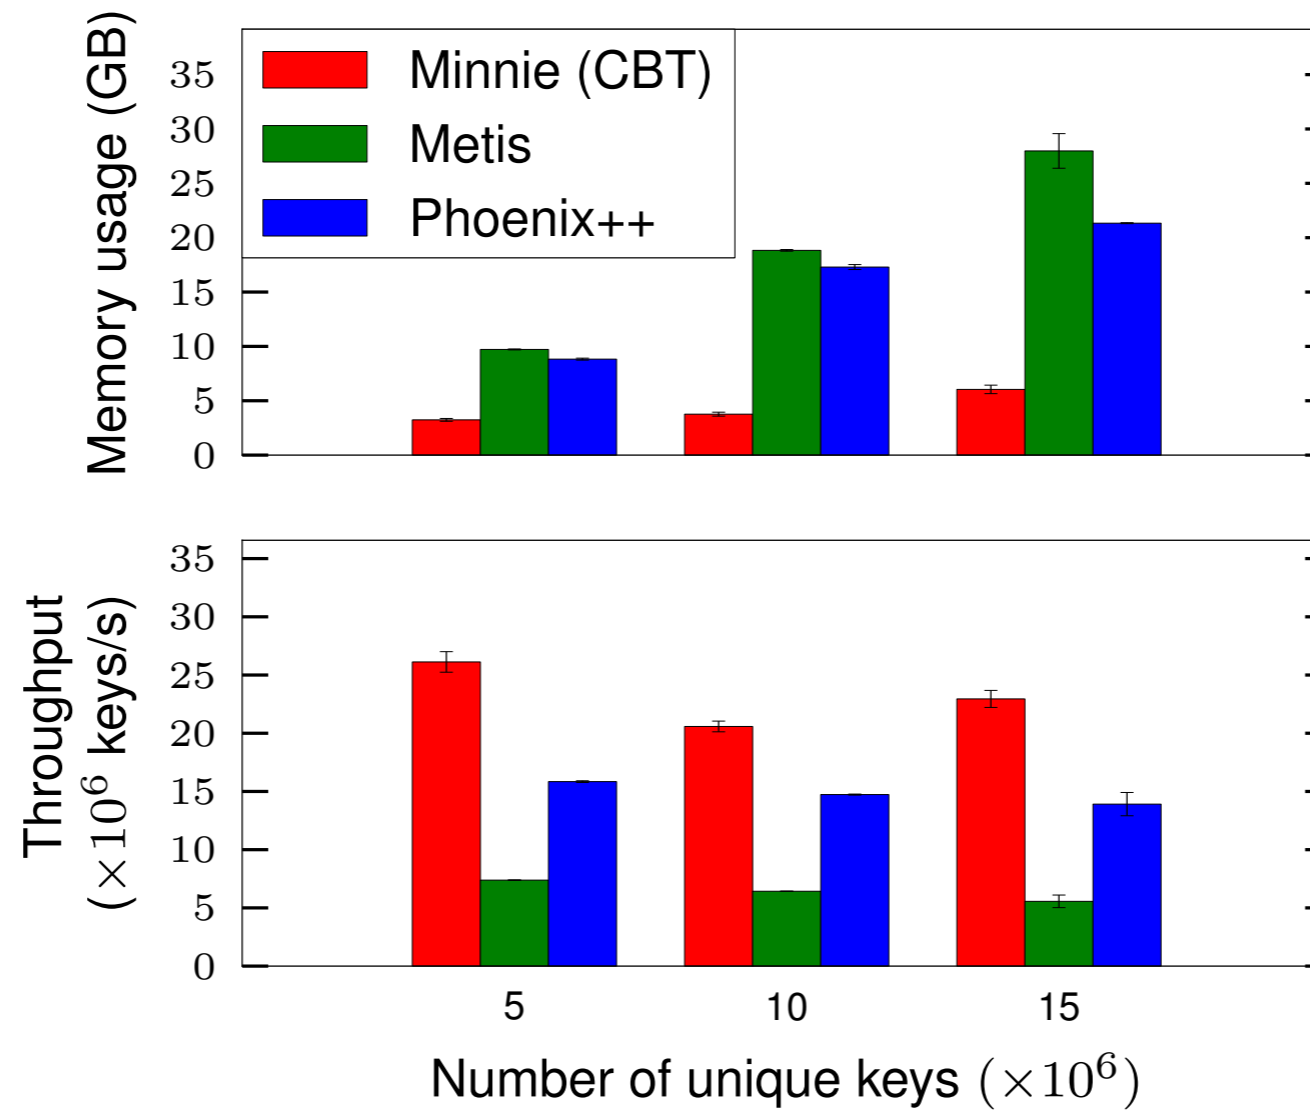 Memory usage (GB)
35
30
25
20
15
10
5
0
Minnie (CBT)
Metis
Phoenix++
Throughput
(×10⁶ keys/s)
35
30
25
20
15
10
5
0
5 10 15
Number of unique keys (×10⁶)